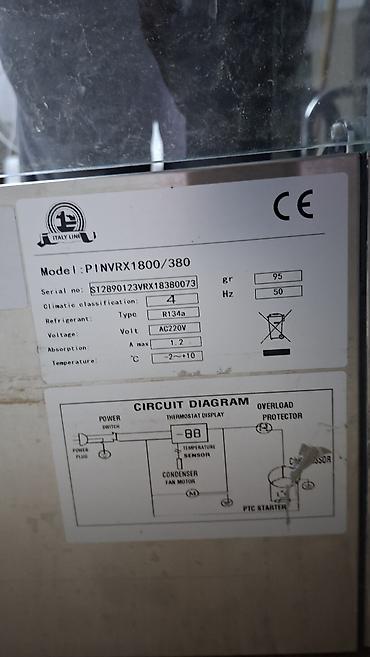 ITALY LINE
CE
Model:PINVRX1800/380
Serial no: ST2890123VRX18380073 gr 95
Climatic classification: 4 Hz 50
Refrigerant: Type R134a
Voltage: Volt AC220V
Absorption: A max 1.2
Temperature: ℃ -2～+10
CIRCUIT DIAGRAM
POWER SWITCH
THERMOSTAT DISPLAY
OVERLOAD PROTECTOR
-88
POWER PLUG
TEMPERATURE SENSOR
CONDENSER FAN MOTOR
M
PTC STARTER